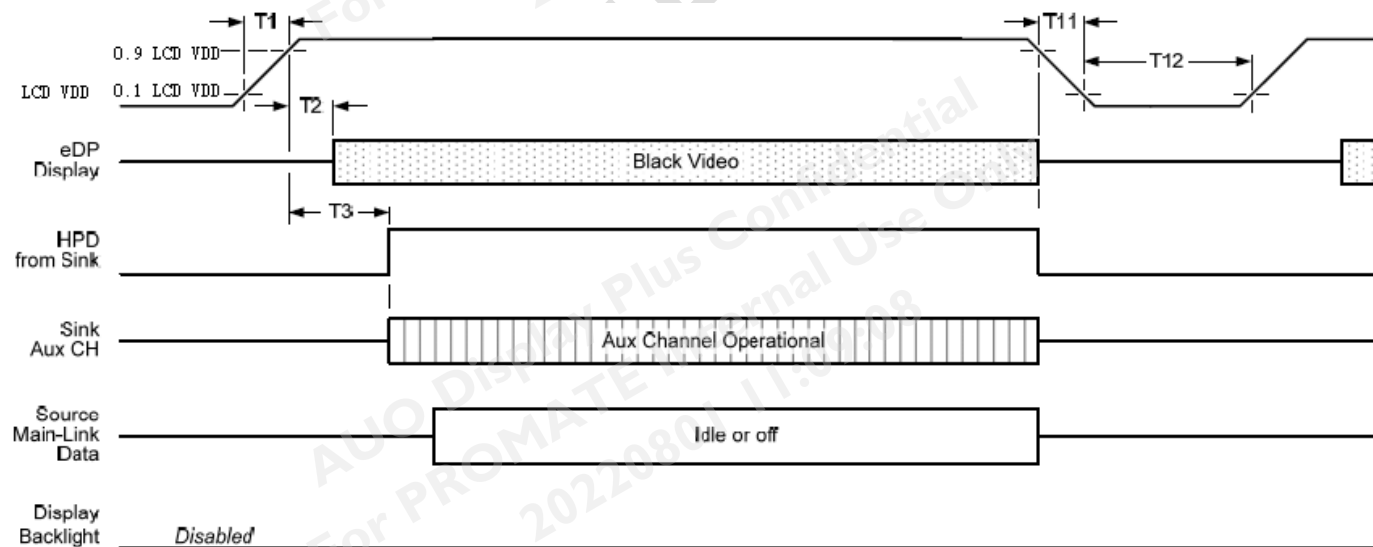 For
T1
T11
0.9 LCD VDD
T12
LCD VDD
0.1 LCD VDD
T2
eDP
Display
Black Video
T3
HPD
from Sink
Sink
Aux CH
Aux Channel Operational
Source
Main-Link
Data
Idle or off
Display
Backlight
Disabled
AUO Display Plus Confidential
For PROMATE Internal Use Only
20220801 11:09:08